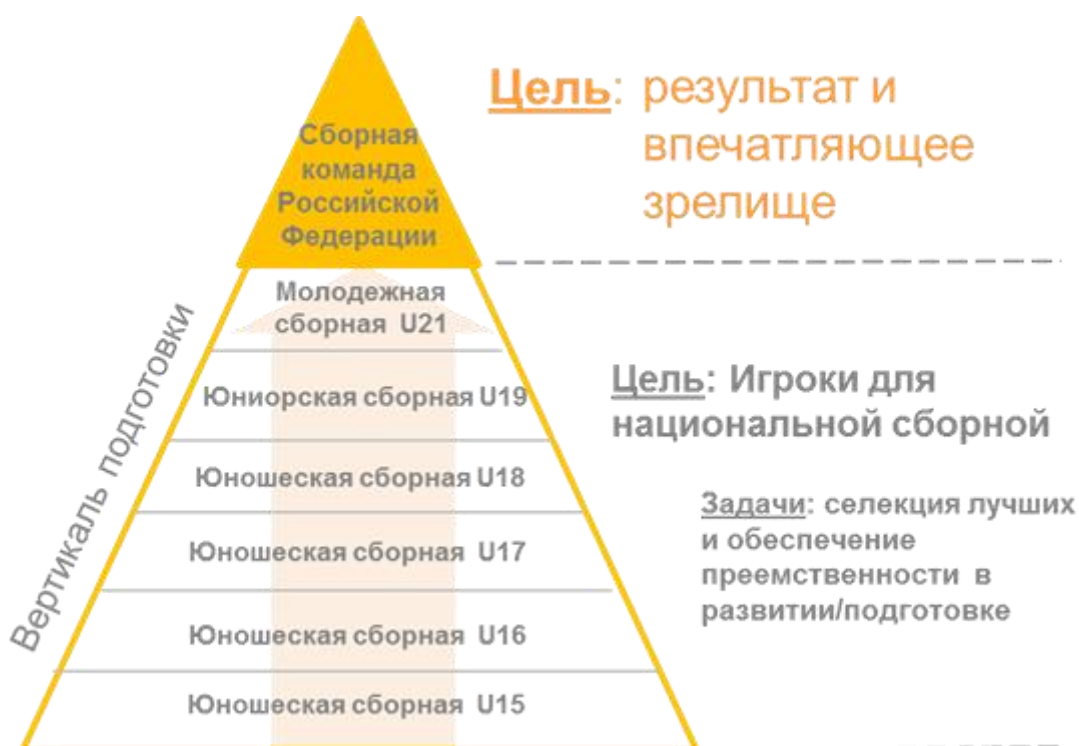 Цель: результат и
впечатляющее
зрелище
Сборная
команда
Российской
Федерации
Молодежная
сборная U21
Юниорская сборная U19
Юношеская сборная U18
Юношеская сборная U17
Юношеская сборная U16
Юношеская сборная U15
Вертикаль подготовки
Цель: Игроки для
национальной сборной
Задачи: селекция лучших
и обеспечение
преемственности в
развитии/подготовке